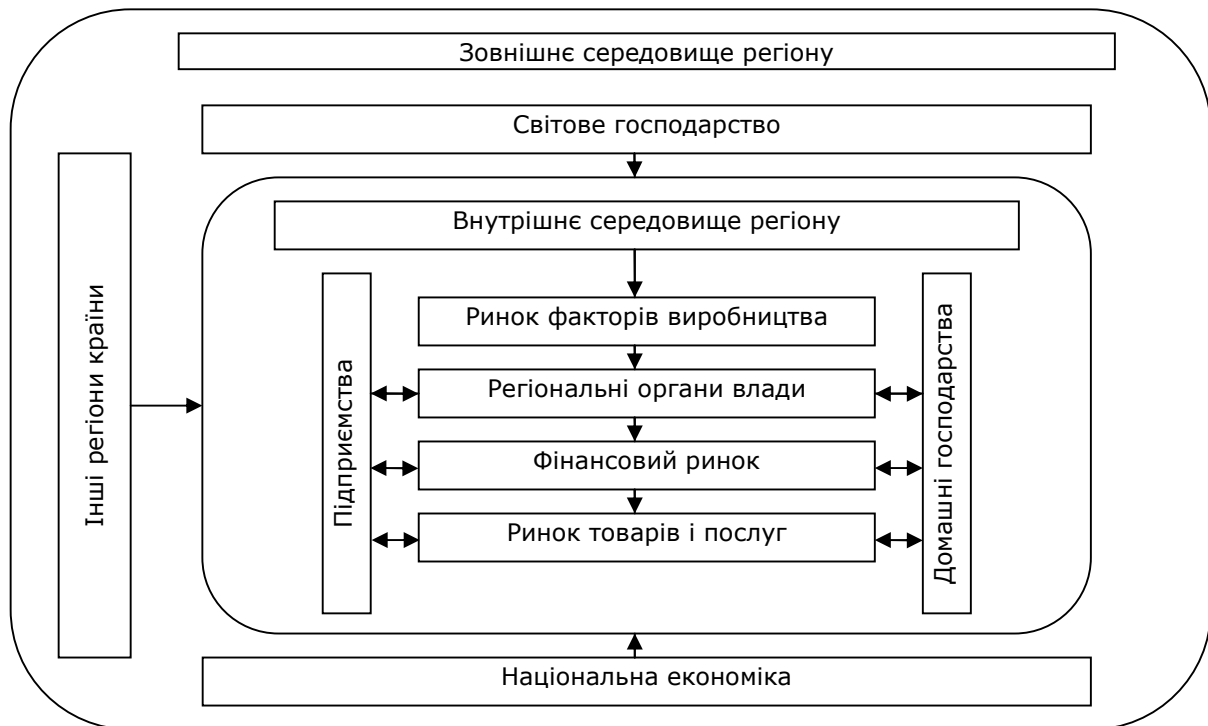 Зовнішнє середовище регіону
Світове господарство
Інші регіони країни
Внутрішнє середовище регіону
Підприємства
Ринок факторів виробництва
Регіональні органи влади
Фінансовий ринок
Ринок товарів і послуг
Домашні господарства
Національна економіка